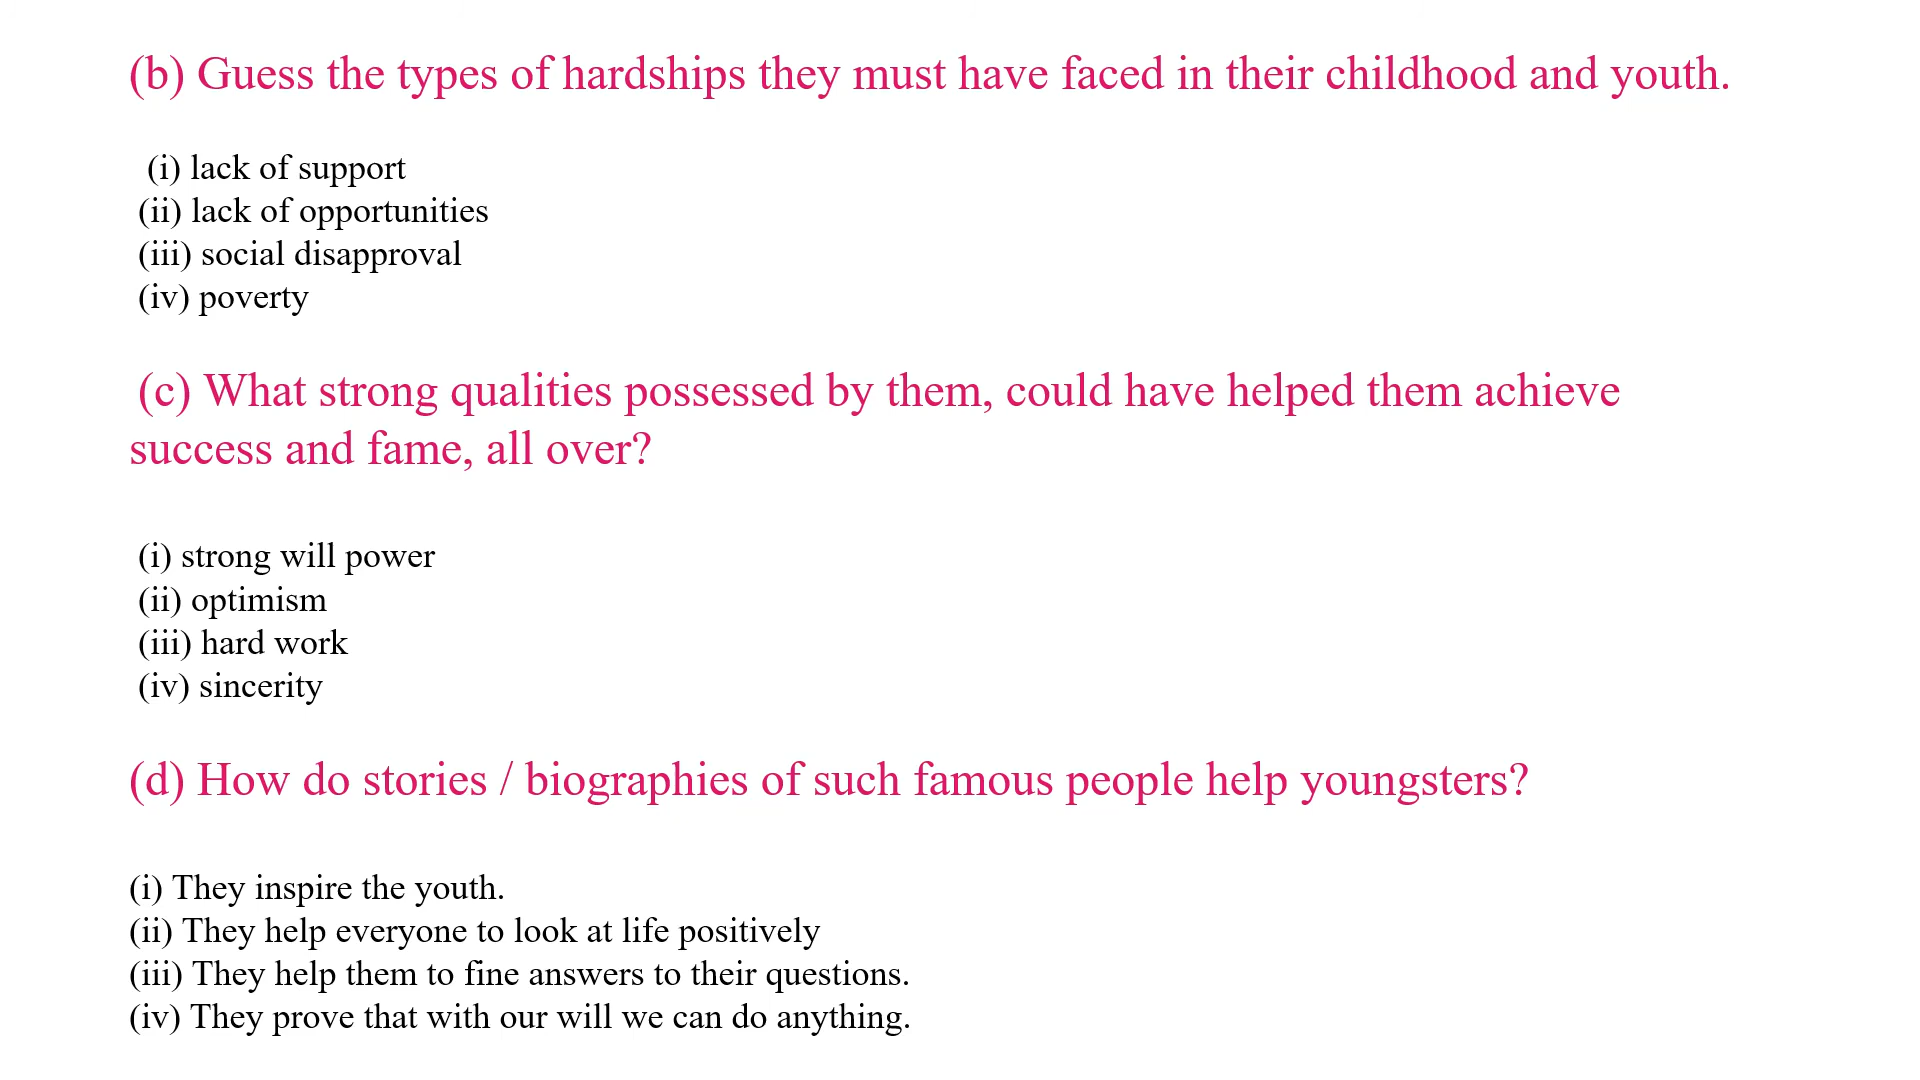 (b) Guess the types of hardships they must have faced in their childhood and youth.
(i) lack of support
(ii) lack of opportunities
(iii) social disapproval
(iv) poverty
(c) What strong qualities possessed by them, could have helped them achieve
success and fame, all over?
(i) strong will power
(ii) optimism
(iii) hard work
(iv) sincerity
(d) How do stories / biographies of such famous people help youngsters?
(i) They inspire the youth.
(ii) They help everyone to look at life positively
(iii) They help them to fine answers to their questions.
(iv) They prove that with our will we can do anything.